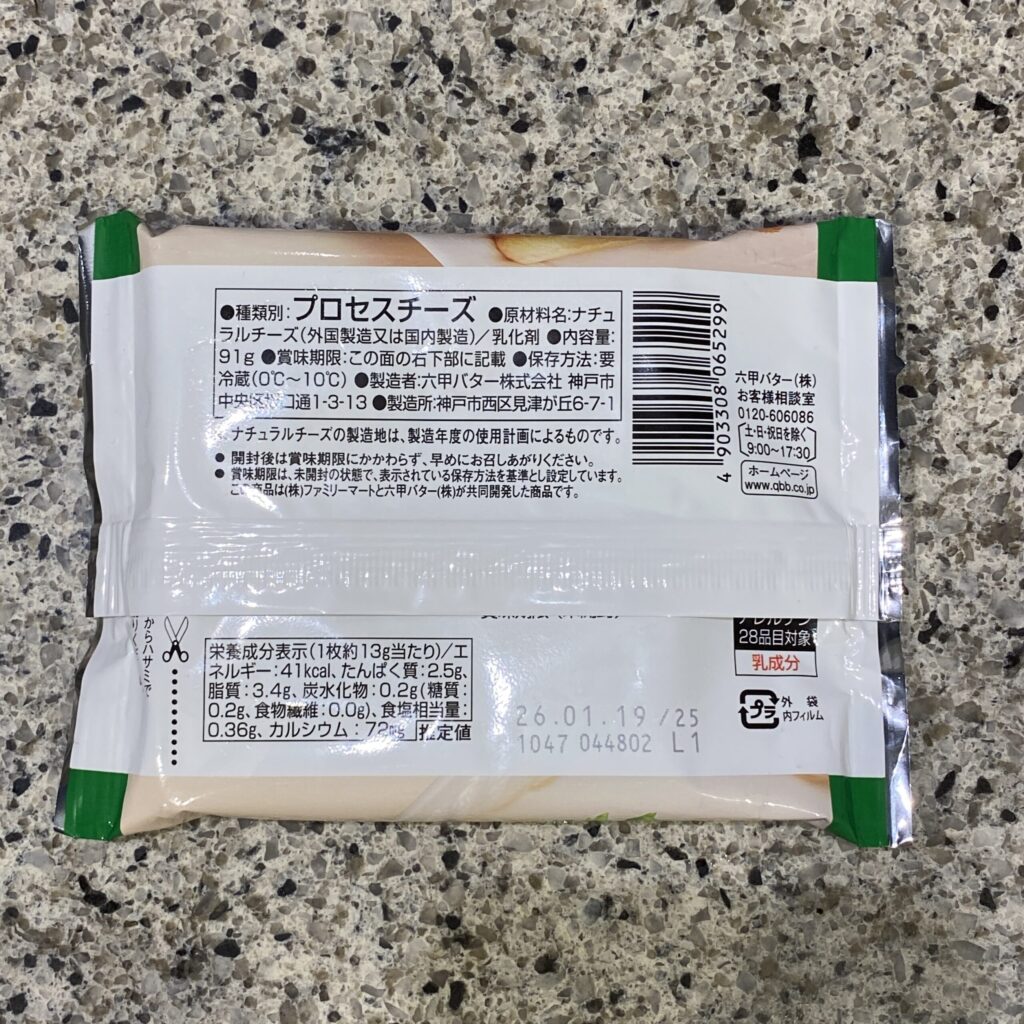 ●種類別:プロセスチーズ ●原材料名:ナチュ
ラルチーズ(外国製造又は国内製造)/乳化剤 ●内容量:
91g ●賞味期限:この面の右下部に記載 ●保存方法:要
冷蔵(0℃~10℃) ●製造者:六甲バター株式会社 神戸市
中央区坂口通1-3-13 ●製造所:神戸市西区見津が丘6-7-1
※ナチュラルチーズの製造地は、製造年度の使用計画によるものです。
● 開封後は賞味期限にかかわらず、早めにお召しあがりください。
● 賞味期限は、未開封の状態で、表示されている保存方法を基準とし設定しています。
この商品は(株)ファミリーマートと六甲バター(株)が共同開発した商品です。
4 903308 065299
六甲バター(株)
お客様相談室
0120-606086
土・日・祝日を除く
9:00~17:30
ホームページ
www.qbb.co.jp
からハサミで、
栄養成分表示(1枚約13g当たり)/エ
ネルギー:41kcal、たんぱく質:2.5g、
脂質:3.4g、炭水化物:0.2g(糖質:
0.2g、食物繊維:0.0g)、食塩相当量:
0.36g、カルシウム:72mg 推定値
26.01.19/25
1047 044802 L1
アレルゲン
28品目対象
乳成分
プラ
外袋
内フィルム